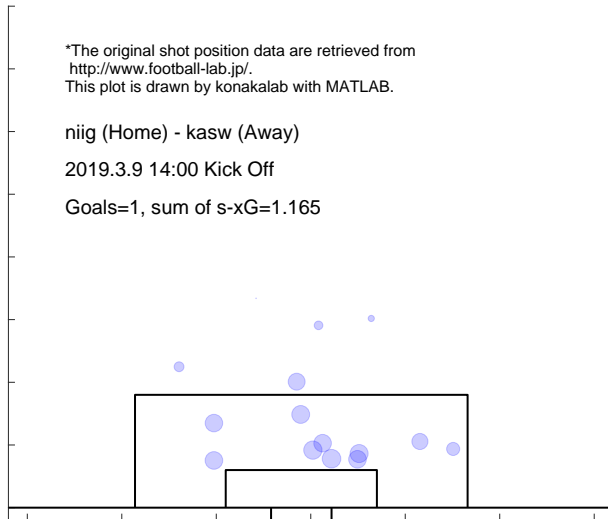 *The original shot position data are retrieved from
http://www.football-lab.jp/.
This plot is drawn by konakalab with MATLAB.
niig (Home) - kasw (Away)
2019.3.9 14:00 Kick Off
Goals=1, sum of s-xG=1.165